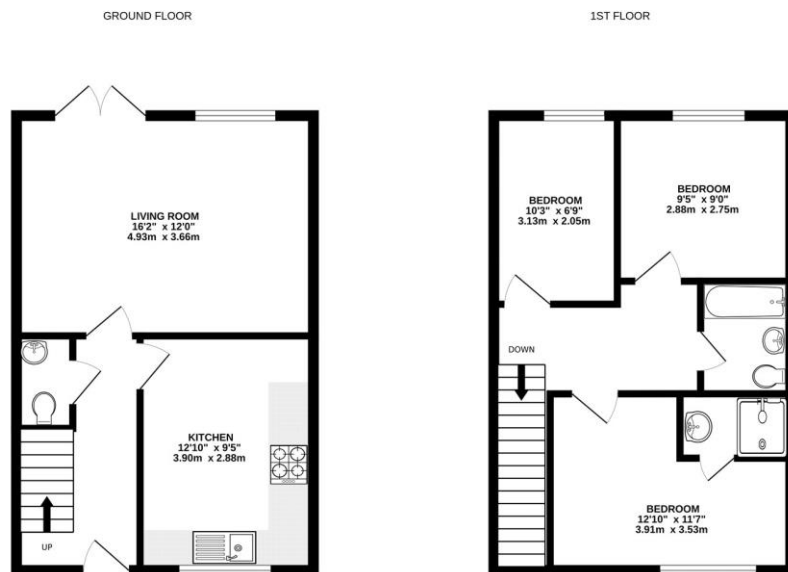 GROUND FLOOR
1ST FLOOR
LIVING ROOM
16'2" x 12'0"
4.93m x 3.66m
KITCHEN
12'10" x 9'5"
3.90m x 2.88m
UP
BEDROOM
10'3" x 6'9"
3.13m x 2.05m
BEDROOM
9'5" x 9'0"
2.88m x 2.75m
DOWN
BEDROOM
12'10" x 11'7"
3.91m x 3.53m